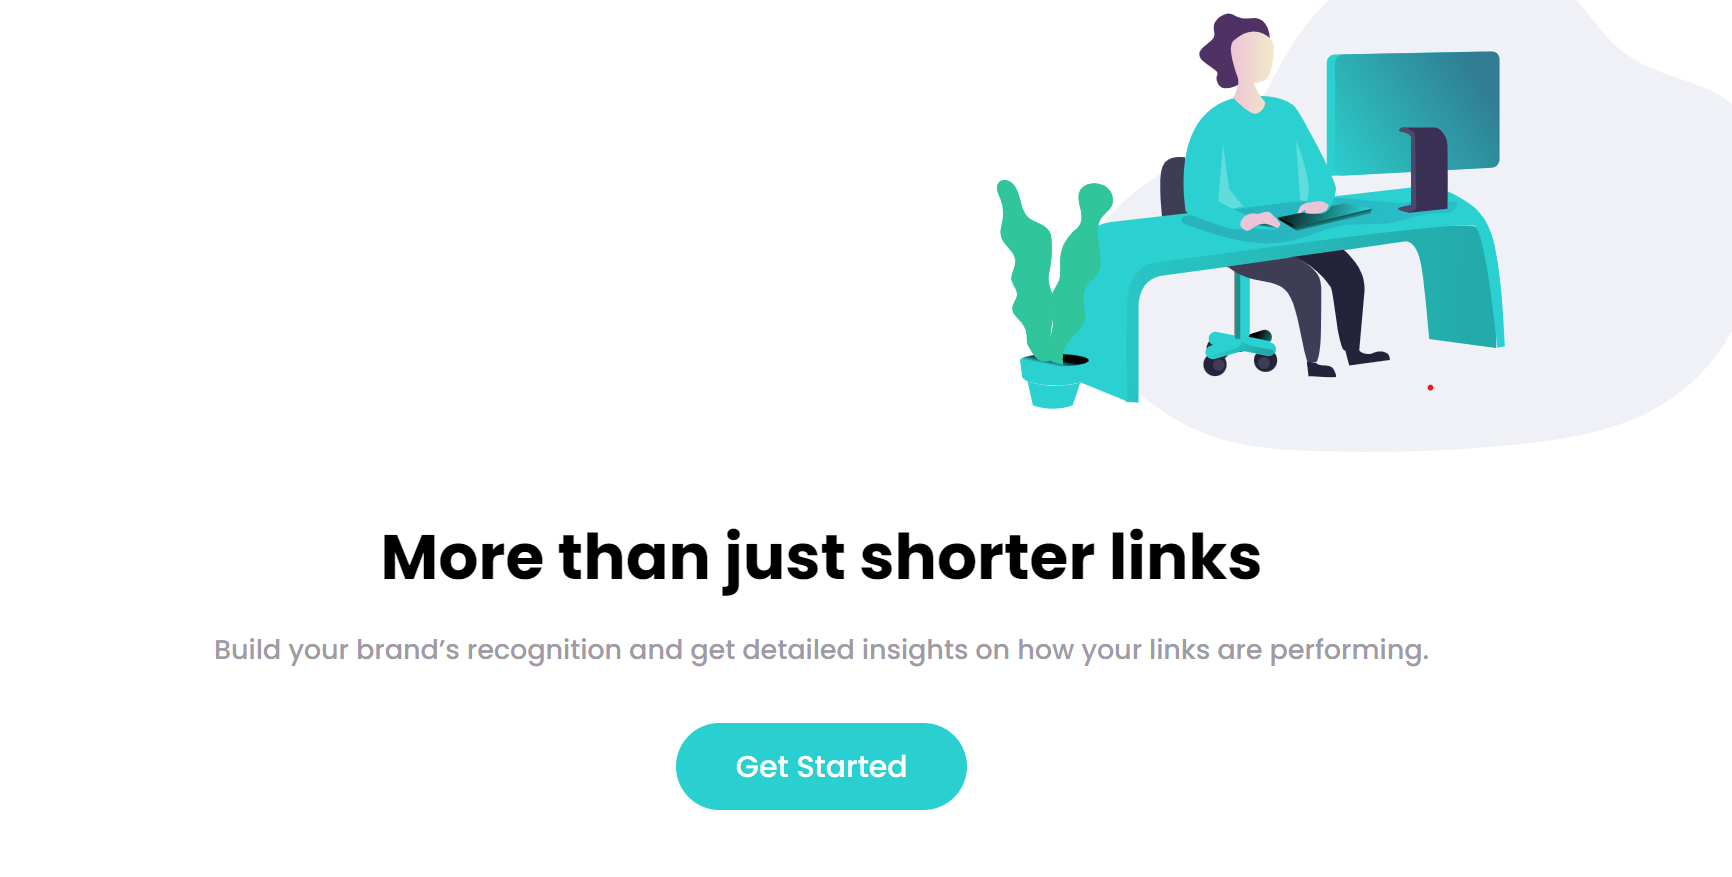 More than just shorter links
Build your brand’s recognition and get detailed insights on how your links are performing.
Get Started